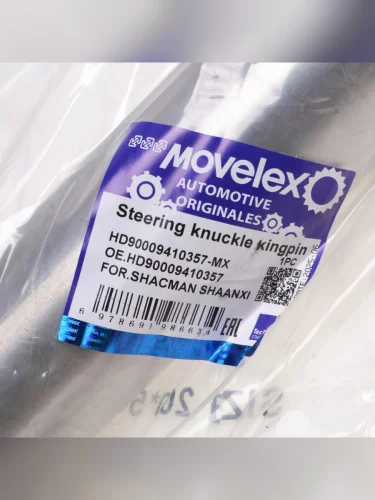 Movelex
AUTOMOTIVE
ORIGINALES
Steering knuckle kingpin
HD90009410357-MX
1PC
OE.HD90009410357
FOR.SHACMAN SHAANXI
6 978691 986634
EAC